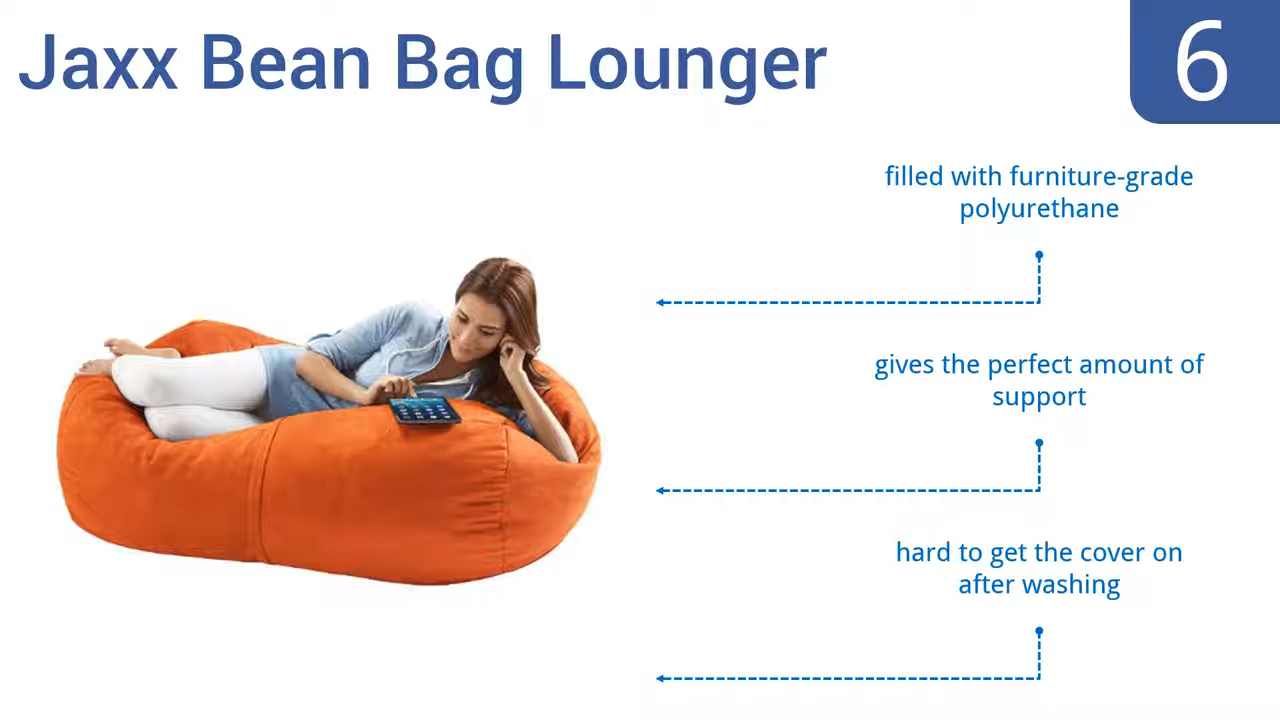 Jaxx Bean Bag Lounger
6
filled with furniture-grade
polyurethane
gives the perfect amount of
support
hard to get the cover on
after washing